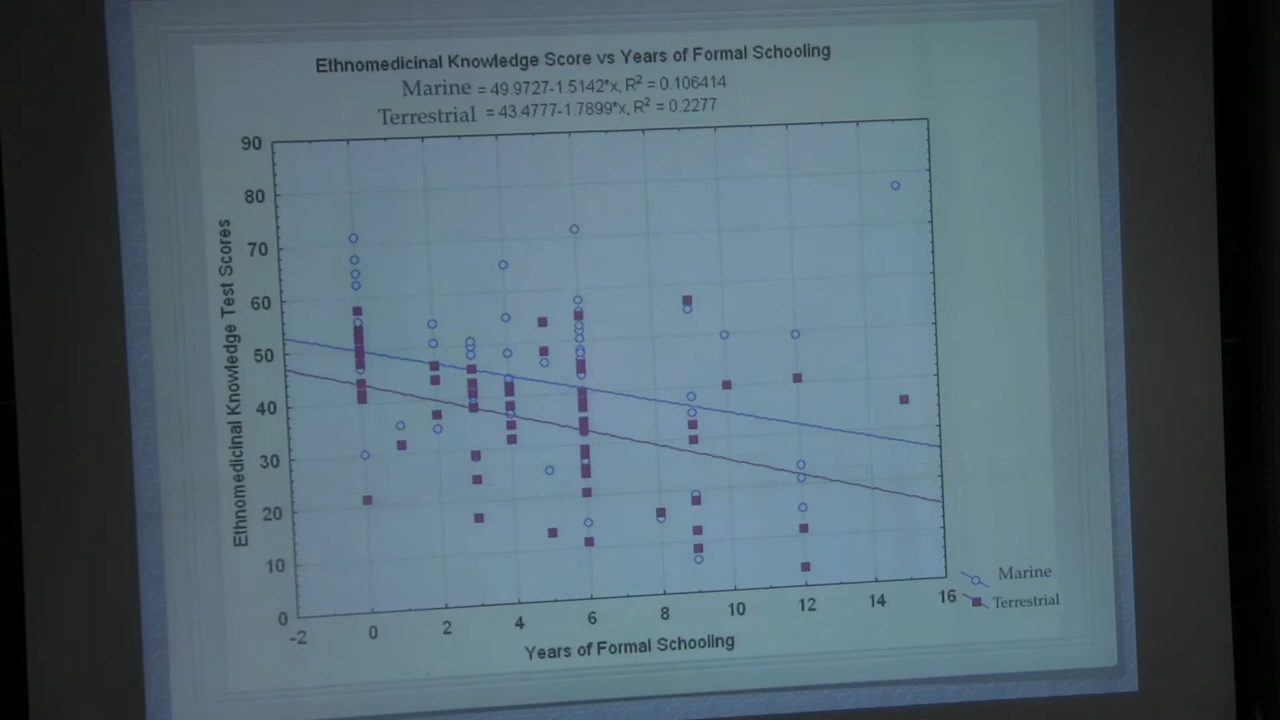 Ethnomedicinal Knowledge Score vs Years of Formal Schooling
Marine = 49.9727-1.5142*x, R² = 0.106414
Terrestrial = 43.4777-1.7899*x, R² = 0.2277
Ethnomedicinal Knowledge Test Scores
90
80
70
60
50
40
30
20
10
0
-2 0 2 4 6 8 10 12 14 16
Years of Formal Schooling
Marine
Terrestrial